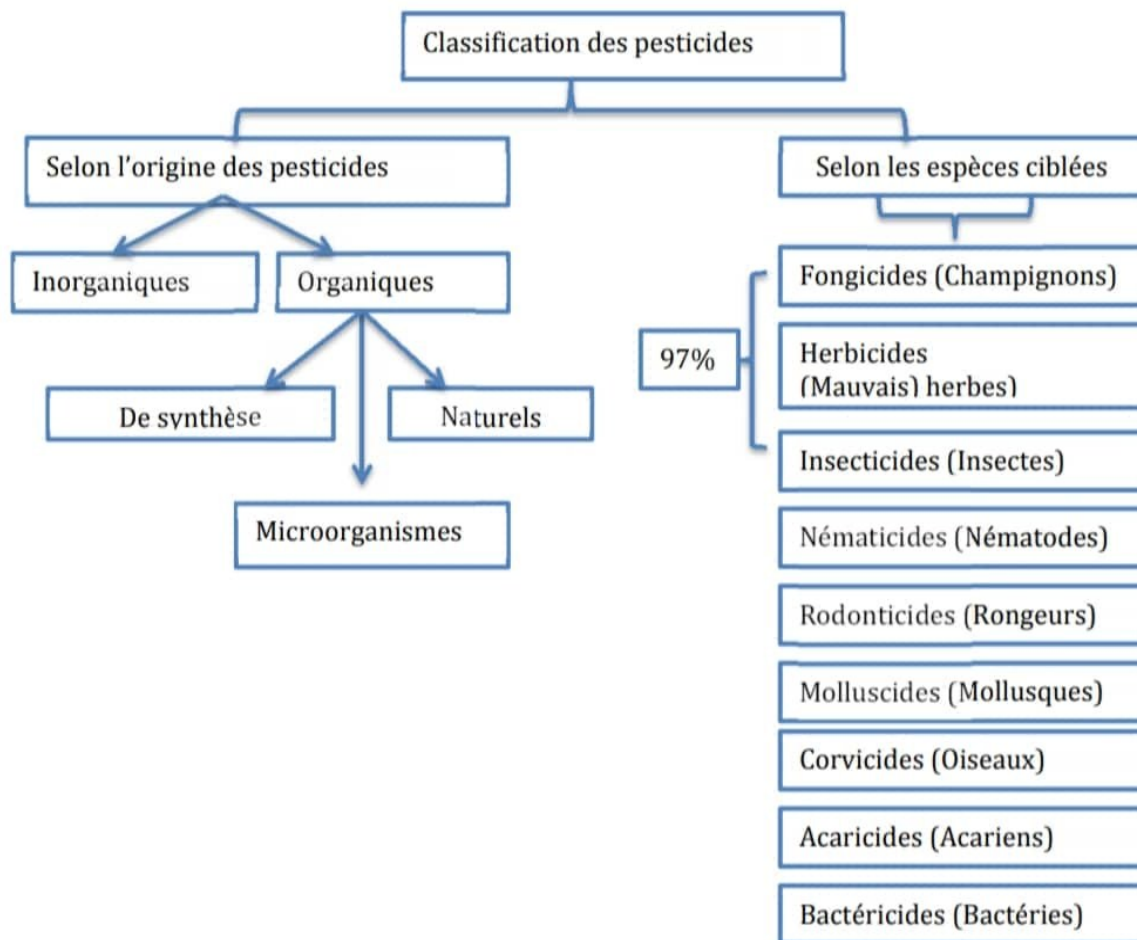 Classification des pesticides
Selon l'origine des pesticides
Selon les espèces ciblées
Inorganiques
Organiques
De synthèse
Naturels
Microorganismes
97%
Fongicides (Champignons)
Herbicides
(Mauvais) herbes)
Insecticides (Insectes)
Nématicides (Nématodes)
Rodonticides (Rongeurs)
Molluscides (Mollusques)
Corvicides (Oiseaux)
Acaricides (Acariens)
Bactéricides (Bactéries)